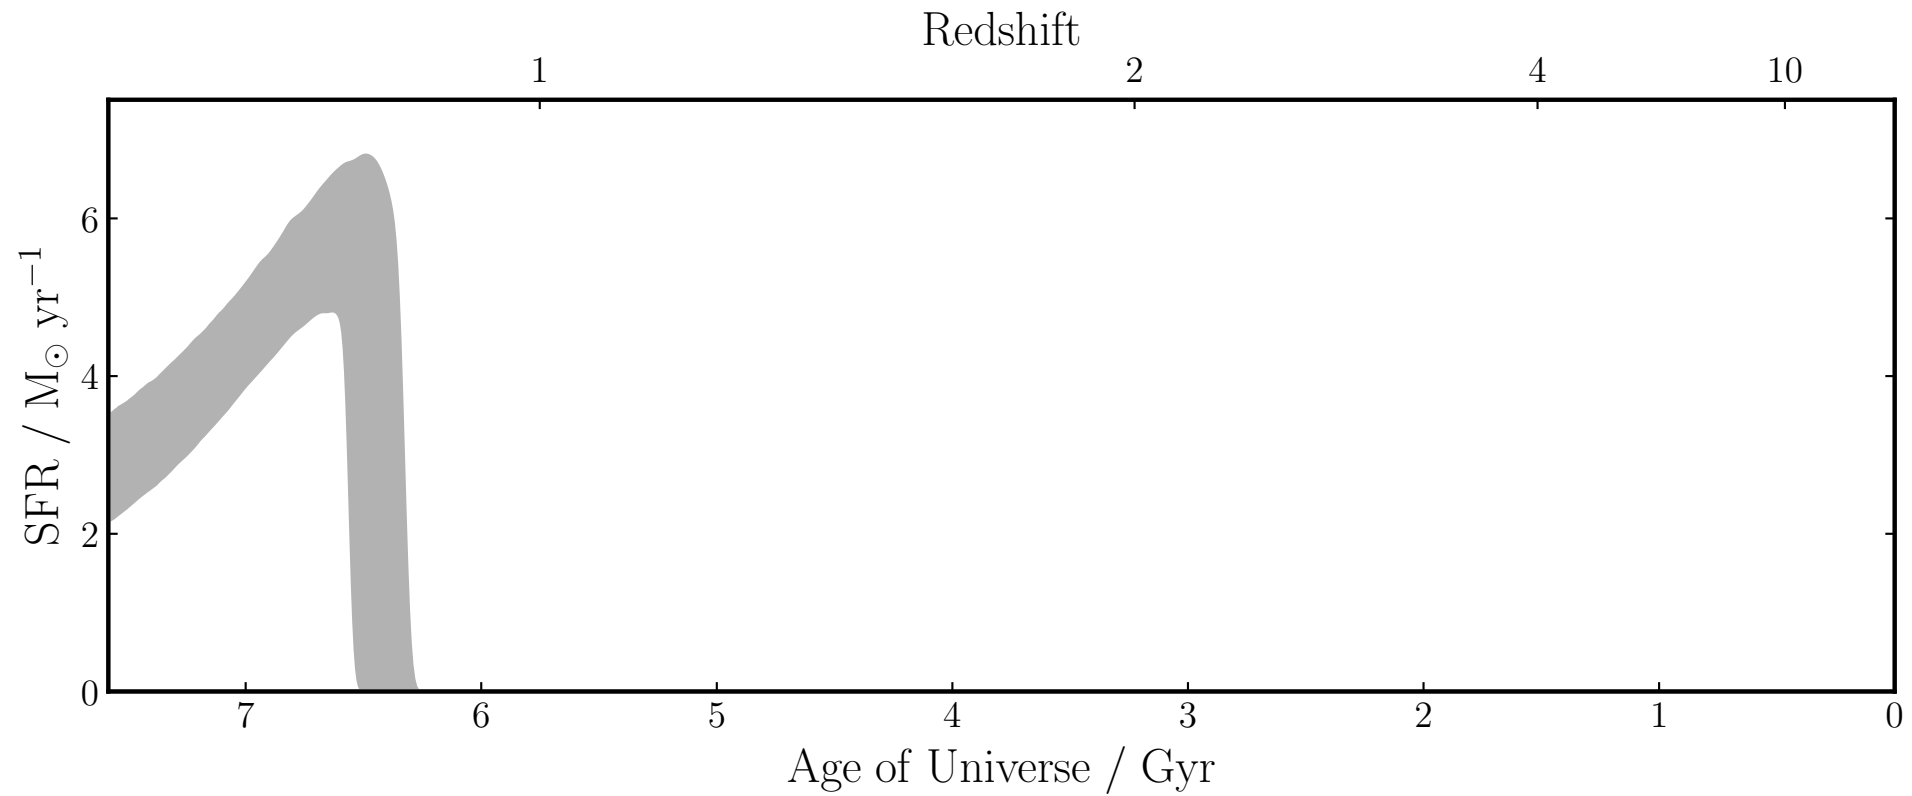 Redshift
1 2 4 10
SFR / M⊙ yr⁻¹
6
4
2
0
7 6 5 4 3 2 1 0
Age of Universe / Gyr